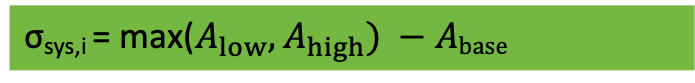 σsys,i = max(Alow, Ahigh) − Abase